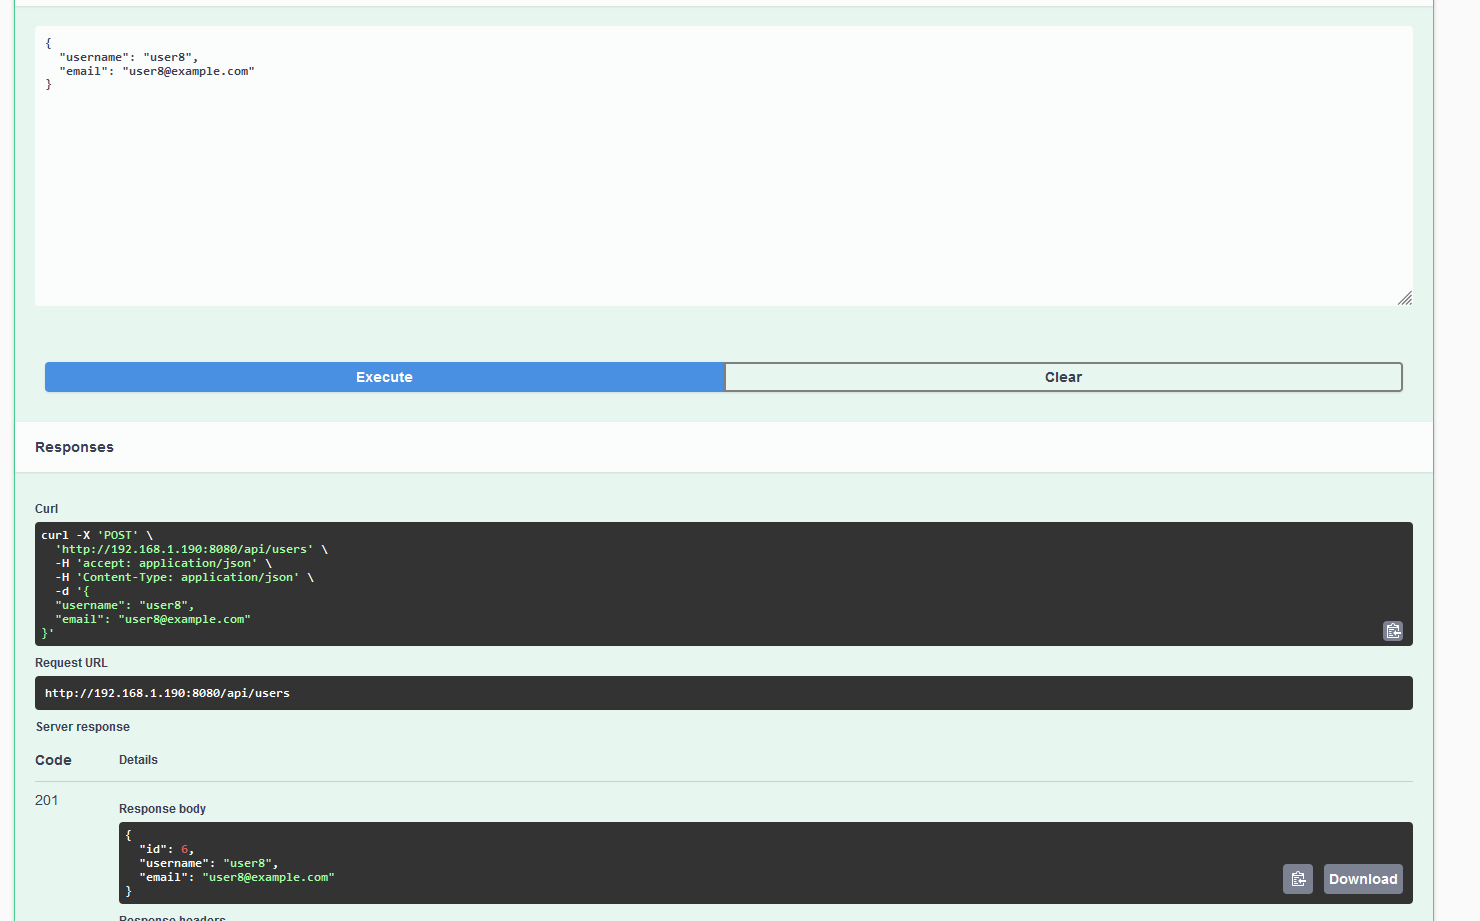 {
  "username": "user8",
  "email": "user8@example.com"
}
Execute
Clear
Responses
Curl
curl -X 'POST' \
  'http://192.168.1.190:8080/api/users' \
  -H 'accept: application/json' \
  -H 'Content-Type: application/json' \
  -d '{
  "username": "user8",
  "email": "user8@example.com"
}'
Request URL
http://192.168.1.190:8080/api/users
Server response
Code Details
201
Response body
{
  "id": 6,
  "username": "user8",
  "email": "user8@example.com"
}
Download
Response headers